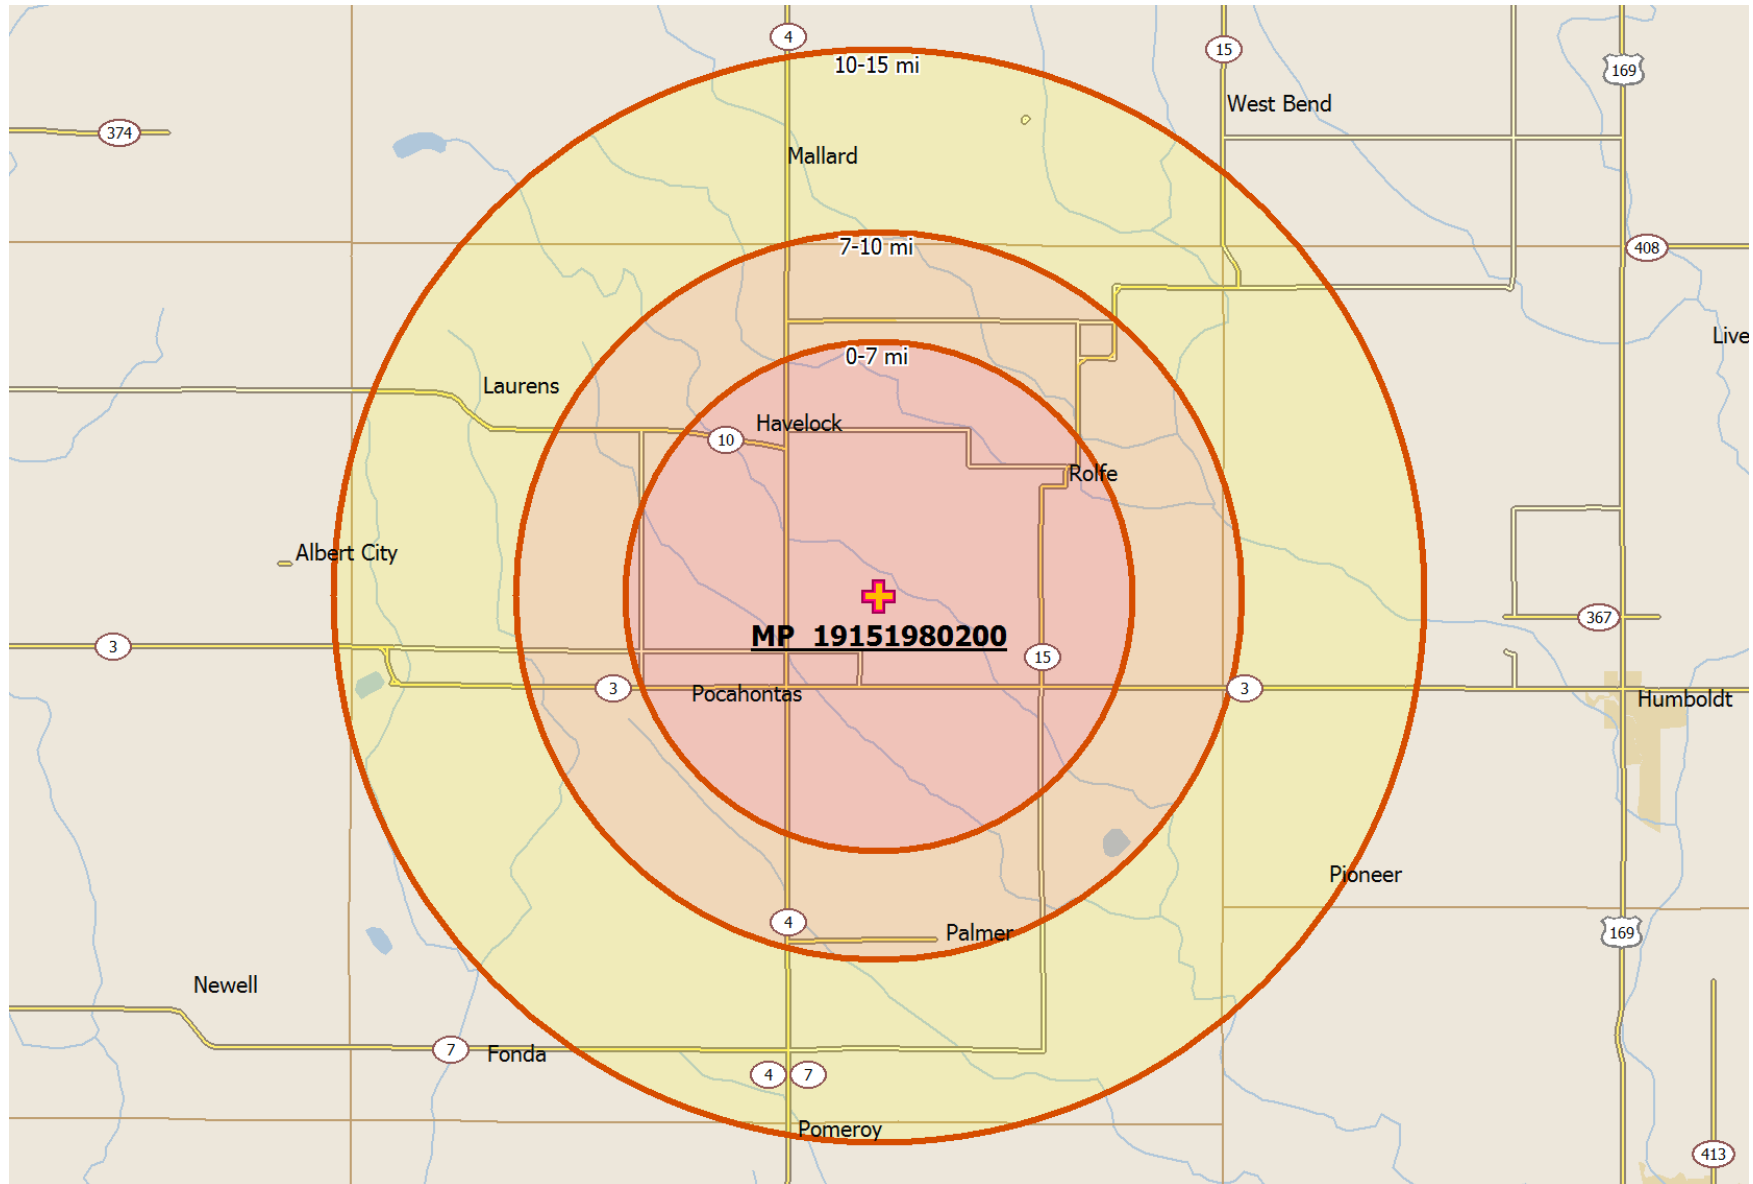 4
15
10-15 mi
169
West Bend
374
Mallard
7-10 mi
408
Live
0-7 mi
Laurens
Havelock
10
Rolfe
Albert City
367
MP 19151980200
3
15
3
Pocahontas
3
Humboldt
Pioneer
4
Palmer
169
Newell
7
Fonda
4
7
Pomeroy
413